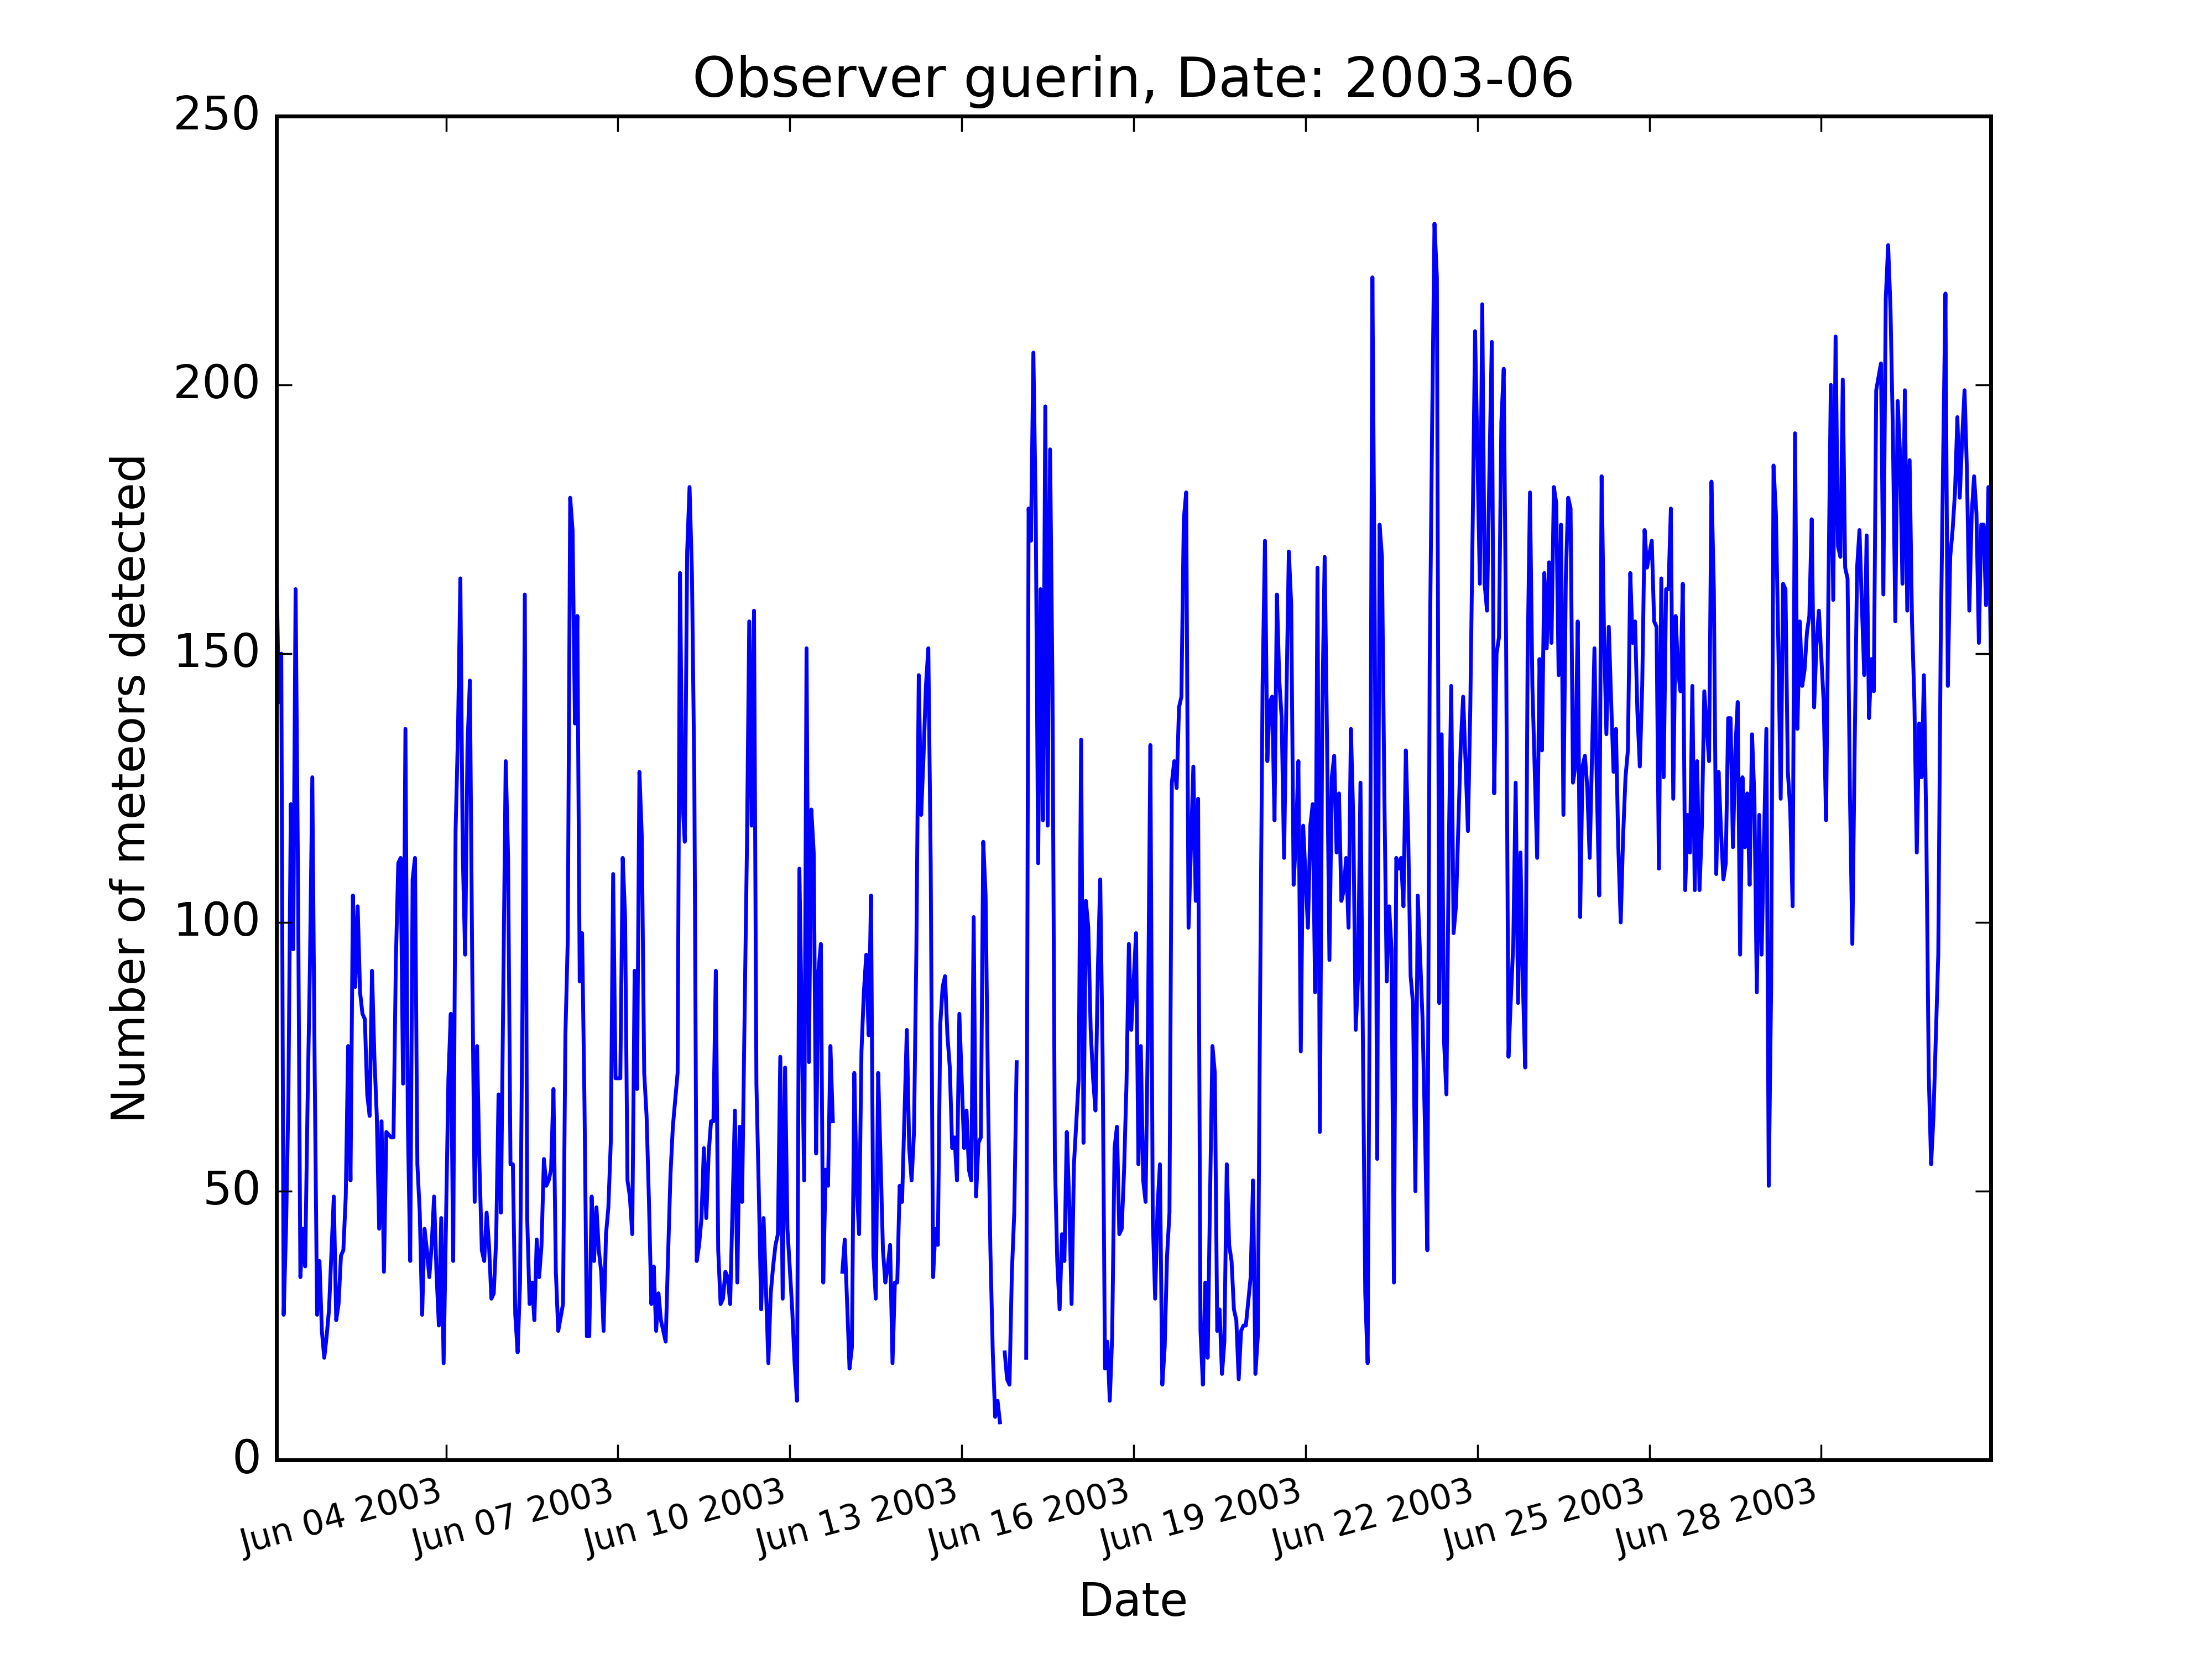 Observer guerin, Date: 2003-06
250
200
150
100
50
0
Number of meteors detected
Jun 04 2003
Jun 07 2003
Jun 10 2003
Jun 13 2003
Jun 16 2003
Jun 19 2003
Jun 22 2003
Jun 25 2003
Jun 28 2003
Date